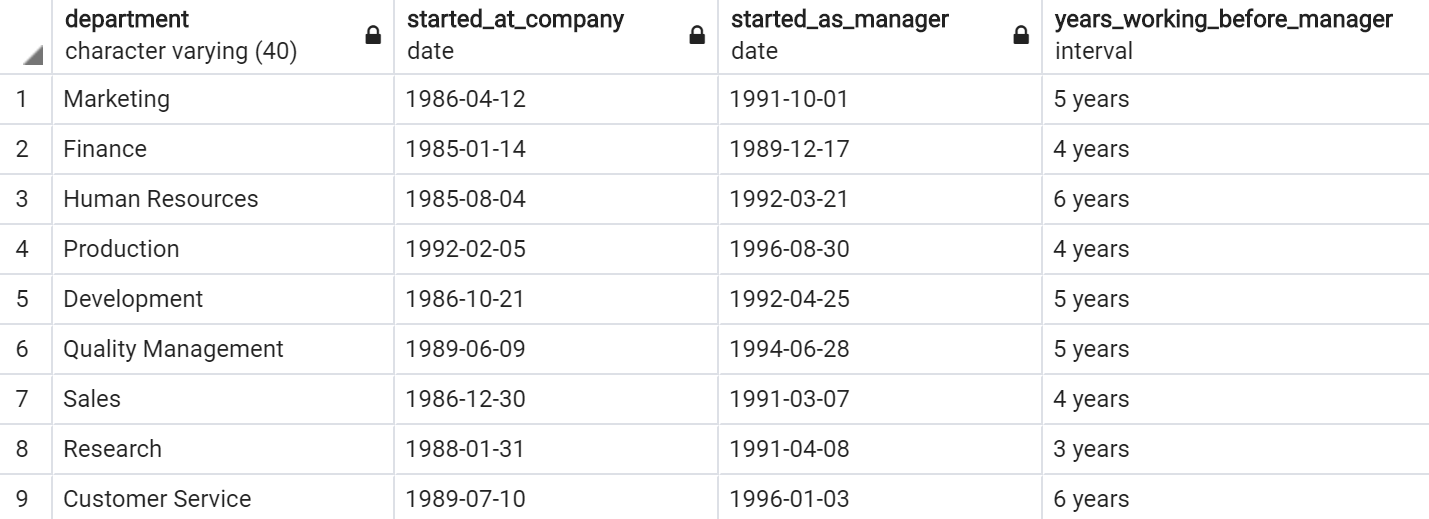 department started_at_company started_as_manager years_working_before_manager
character varying (40) date date interval
1 Marketing 1986-04-12 1991-10-01 5 years
2 Finance 1985-01-14 1989-12-17 4 years
3 Human Resources 1985-08-04 1992-03-21 6 years
4 Production 1992-02-05 1996-08-30 4 years
5 Development 1986-10-21 1992-04-25 5 years
6 Quality Management 1989-06-09 1994-06-28 5 years
7 Sales 1986-12-30 1991-03-07 4 years
8 Research 1988-01-31 1991-04-08 3 years
9 Customer Service 1989-07-10 1996-01-03 6 years